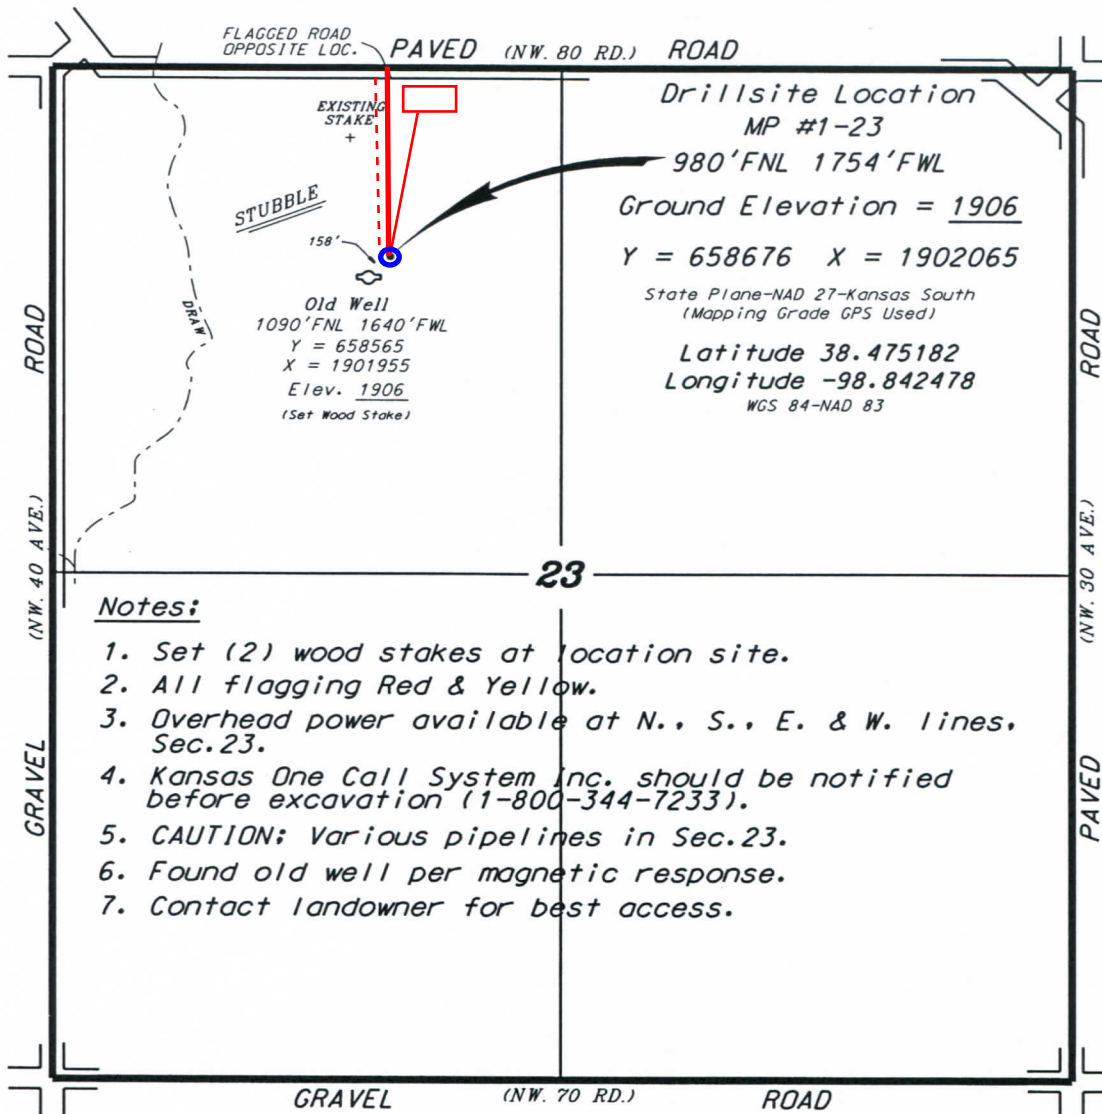 FLAGGED ROAD
OPPOSITE LOC.
PAVED (NW. 80 RD.) ROAD
EXISTING
STAKE
STUBBLE
158'
DRAW
Old Well
1090'FNL 1640'FWL
Y = 658565
X = 1901955
Elev. 1906
(Set Wood Stake)
Drillsite Location
MP #1-23
980'FNL 1754'FWL
Ground Elevation = 1906
Y = 658676 X = 1902065
State Plane-NAD 27-Kansas South
(Mapping Grade GPS Used)
Latitude 38.475182
Longitude -98.842478
WGS 84-NAD 83
GRAVEL (NW. 40 AVE.) ROAD
PAVED (NW. 30 AVE.) ROAD
23
Notes:
1. Set (2) wood stakes at location site.
2. All flagging Red & Yellow.
3. Overhead power available at N., S., E. & W. lines,
Sec.23.
4. Kansas One Call System Inc. should be notified
before excavation (1-800-344-7233).
5. CAUTION: Various pipelines in Sec.23.
6. Found old well per magnetic response.
7. Contact landowner for best access.
GRAVEL (NW. 70 RD.) ROAD